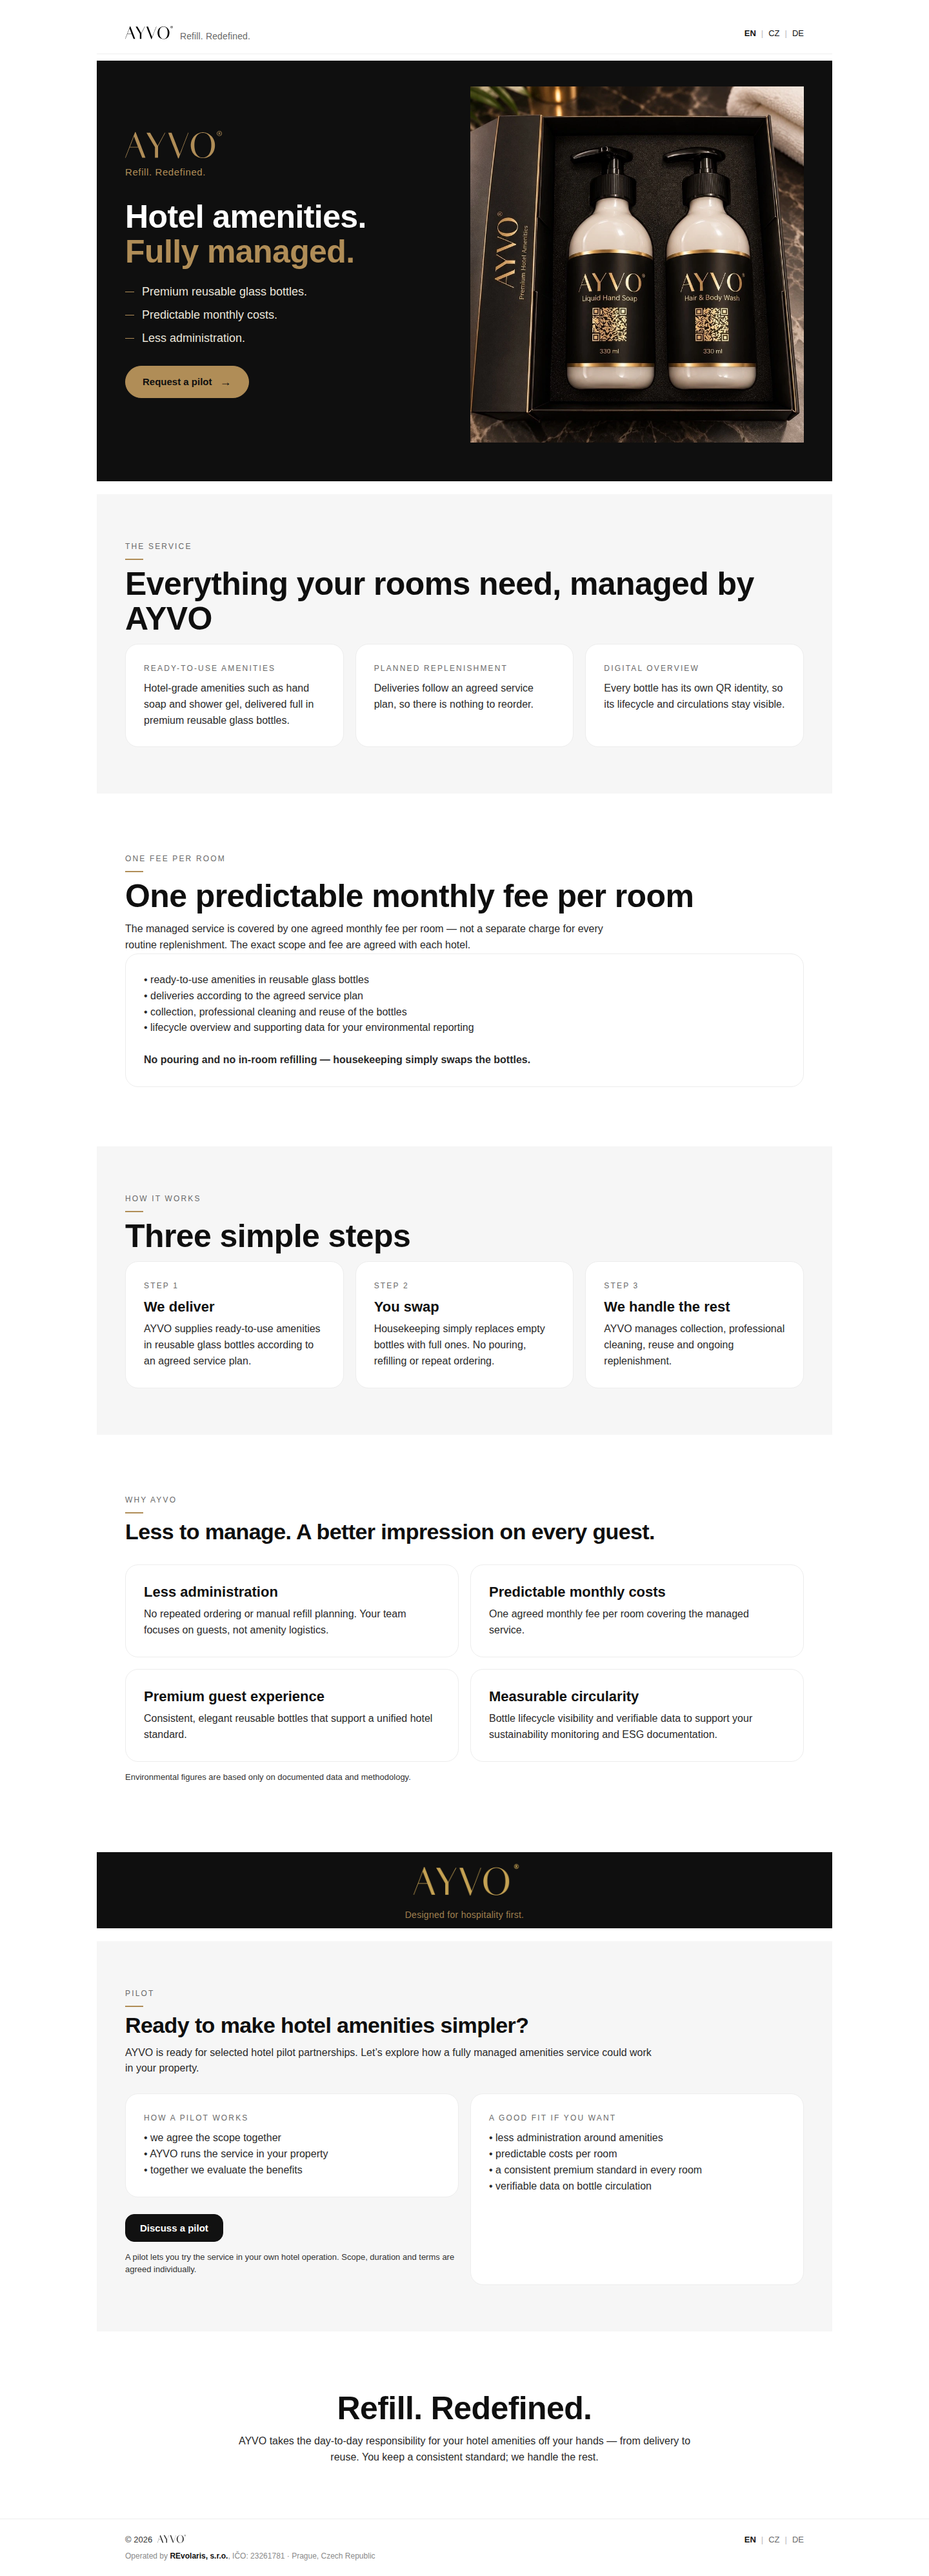 AYVO® Refill. Redefined.
EN | CZ | DE
AYVO®
Refill. Redefined.
Hotel amenities.
Fully managed.
— Premium reusable glass bottles.
— Predictable monthly costs.
— Less administration.
Request a pilot →
AYVO®
Premium Hotel Amenities
AYVO®
Liquid Hand Soap
330 ml
AYVO®
Hair & Body Wash
330 ml
THE SERVICE
Everything your rooms need, managed by
AYVO
READY-TO-USE AMENITIES
Hotel-grade amenities such as hand
soap and shower gel, delivered full in
premium reusable glass bottles.
PLANNED REPLENISHMENT
Deliveries follow an agreed service
plan, so there is nothing to reorder.
DIGITAL OVERVIEW
Every bottle has its own QR identity, so
its lifecycle and circulations stay visible.
ONE FEE PER ROOM
One predictable monthly fee per room
The managed service is covered by one agreed monthly fee per room — not a separate charge for every
routine replenishment. The exact scope and fee are agreed with each hotel.
• ready-to-use amenities in reusable glass bottles
• deliveries according to the agreed service plan
• collection, professional cleaning and reuse of the bottles
• lifecycle overview and supporting data for your environmental reporting
No pouring and no in-room refilling — housekeeping simply swaps the bottles.
HOW IT WORKS
Three simple steps
STEP 1
We deliver
AYVO supplies ready-to-use amenities
in reusable glass bottles according to
an agreed service plan.
STEP 2
You swap
Housekeeping simply replaces empty
bottles with full ones. No pouring,
refilling or repeat ordering.
STEP 3
We handle the rest
AYVO manages collection, professional
cleaning, reuse and ongoing
replenishment.
WHY AYVO
Less to manage. A better impression on every guest.
Less administration
No repeated ordering or manual refill planning. Your team
focuses on guests, not amenity logistics.
Predictable monthly costs
One agreed monthly fee per room covering the managed
service.
Premium guest experience
Consistent, elegant reusable bottles that support a unified hotel
standard.
Measurable circularity
Bottle lifecycle visibility and verifiable data to support your
sustainability monitoring and ESG documentation.
Environmental figures are based only on documented data and methodology.
AYVO®
Designed for hospitality first.
PILOT
Ready to make hotel amenities simpler?
AYVO is ready for selected hotel pilot partnerships. Let’s explore how a fully managed amenities service could work
in your property.
HOW A PILOT WORKS
• we agree the scope together
• AYVO runs the service in your property
• together we evaluate the benefits
Discuss a pilot
A pilot lets you try the service in your own hotel operation. Scope, duration and terms are
agreed individually.
A GOOD FIT IF YOU WANT
• less administration around amenities
• predictable costs per room
• a consistent premium standard in every room
• verifiable data on bottle circulation
Refill. Redefined.
AYVO takes the day-to-day responsibility for your hotel amenities off your hands — from delivery to
reuse. You keep a consistent standard; we handle the rest.
© 2026 AYVO®
EN | CZ | DE
Operated by REvolaris, s.r.o.. IČO: 23261781 · Prague, Czech Republic